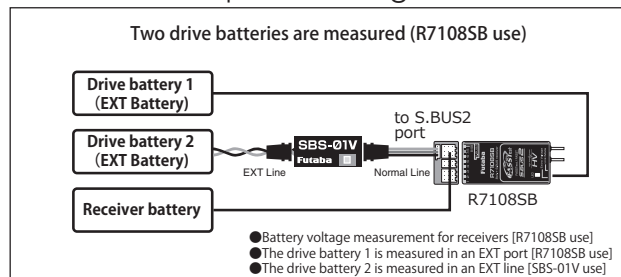 Two drive batteries are measured (R7108SB use)
Drive battery 1
(EXT Battery)
Drive battery 2
(EXT Battery)
Receiver battery
EXT Line
SBS-01V
Futaba
Normal Line
to S.BUS2
port
Futaba
R7108SB
R7108SB
●Battery voltage measurement for receivers [R7108SB use]
●The drive battery 1 is measured in an EXT port [R7108SB use]
●The drive battery 2 is measured in an EXT line [SBS-01V use]